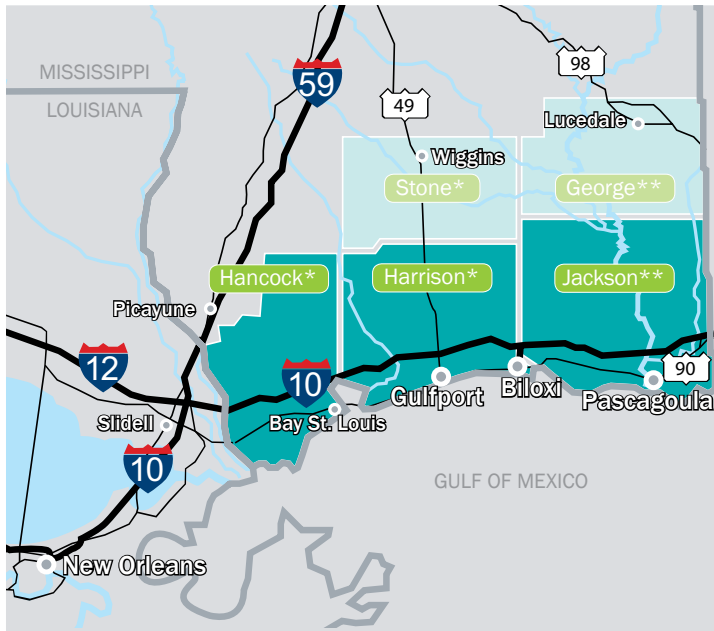 98
MISSISSIPPI
59
LOUISIANA
49
Lucedale
Wiggins
Stone*
George**
Hancock*
Harrison*
Jackson**
Picayune
12
10
90
Gulfport
Biloxi
Pascagoula
Bay St. Louis
Slidell
10
GULF OF MEXICO
New Orleans